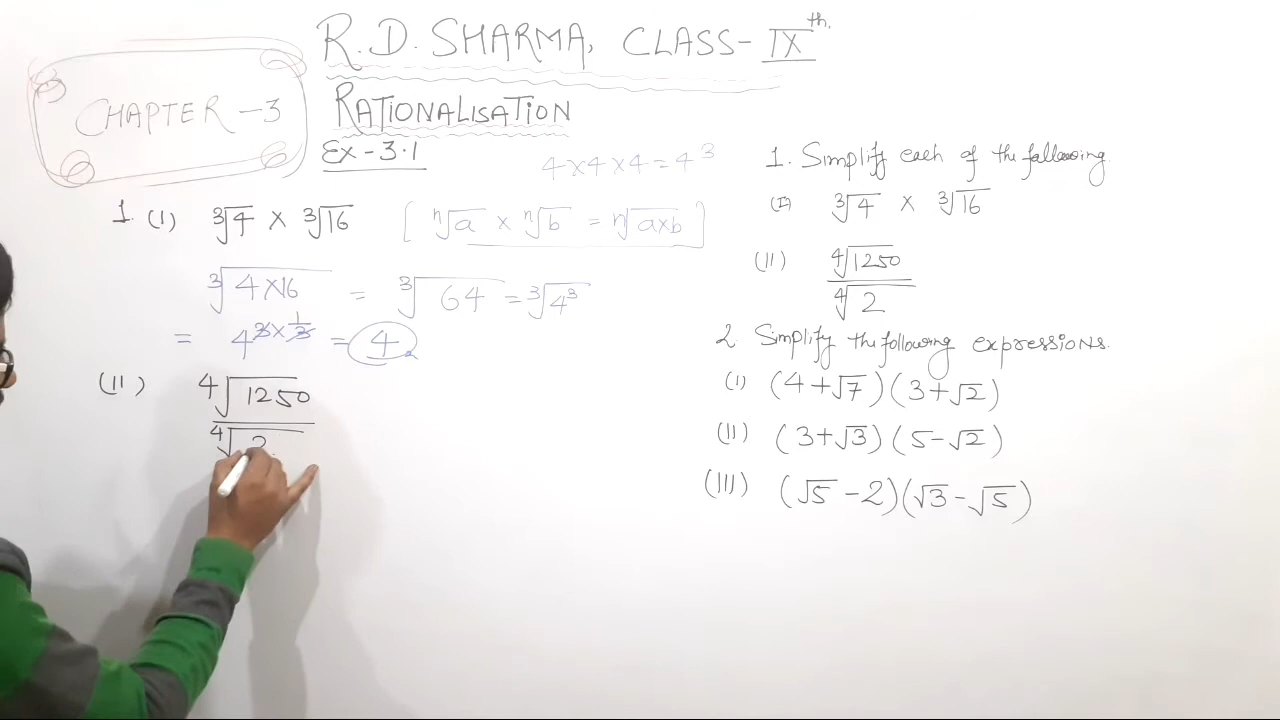 R.D. SHARMA, CLASS-IXth.
CHAPTER-3
RATIONALISATION
Ex-3.1
4×4×4=4³
1. (I) ∛4 × ∛16 [ⁿ√a × ⁿ√b = ⁿ√a×b]
∛4×16 = ∛64 = ∛4³
= 4^(3×1/3) = 4.
(II) ∜1250
∜2
1. Simplify each of the following
(I) ∛4 × ∛16
(II) ∜1250
∜2
2. Simplify the following expressions.
(I) (4+√7)(3+√2)
(II) (3+√3)(5-√2)
(III) (√5-2)(√3-√5)